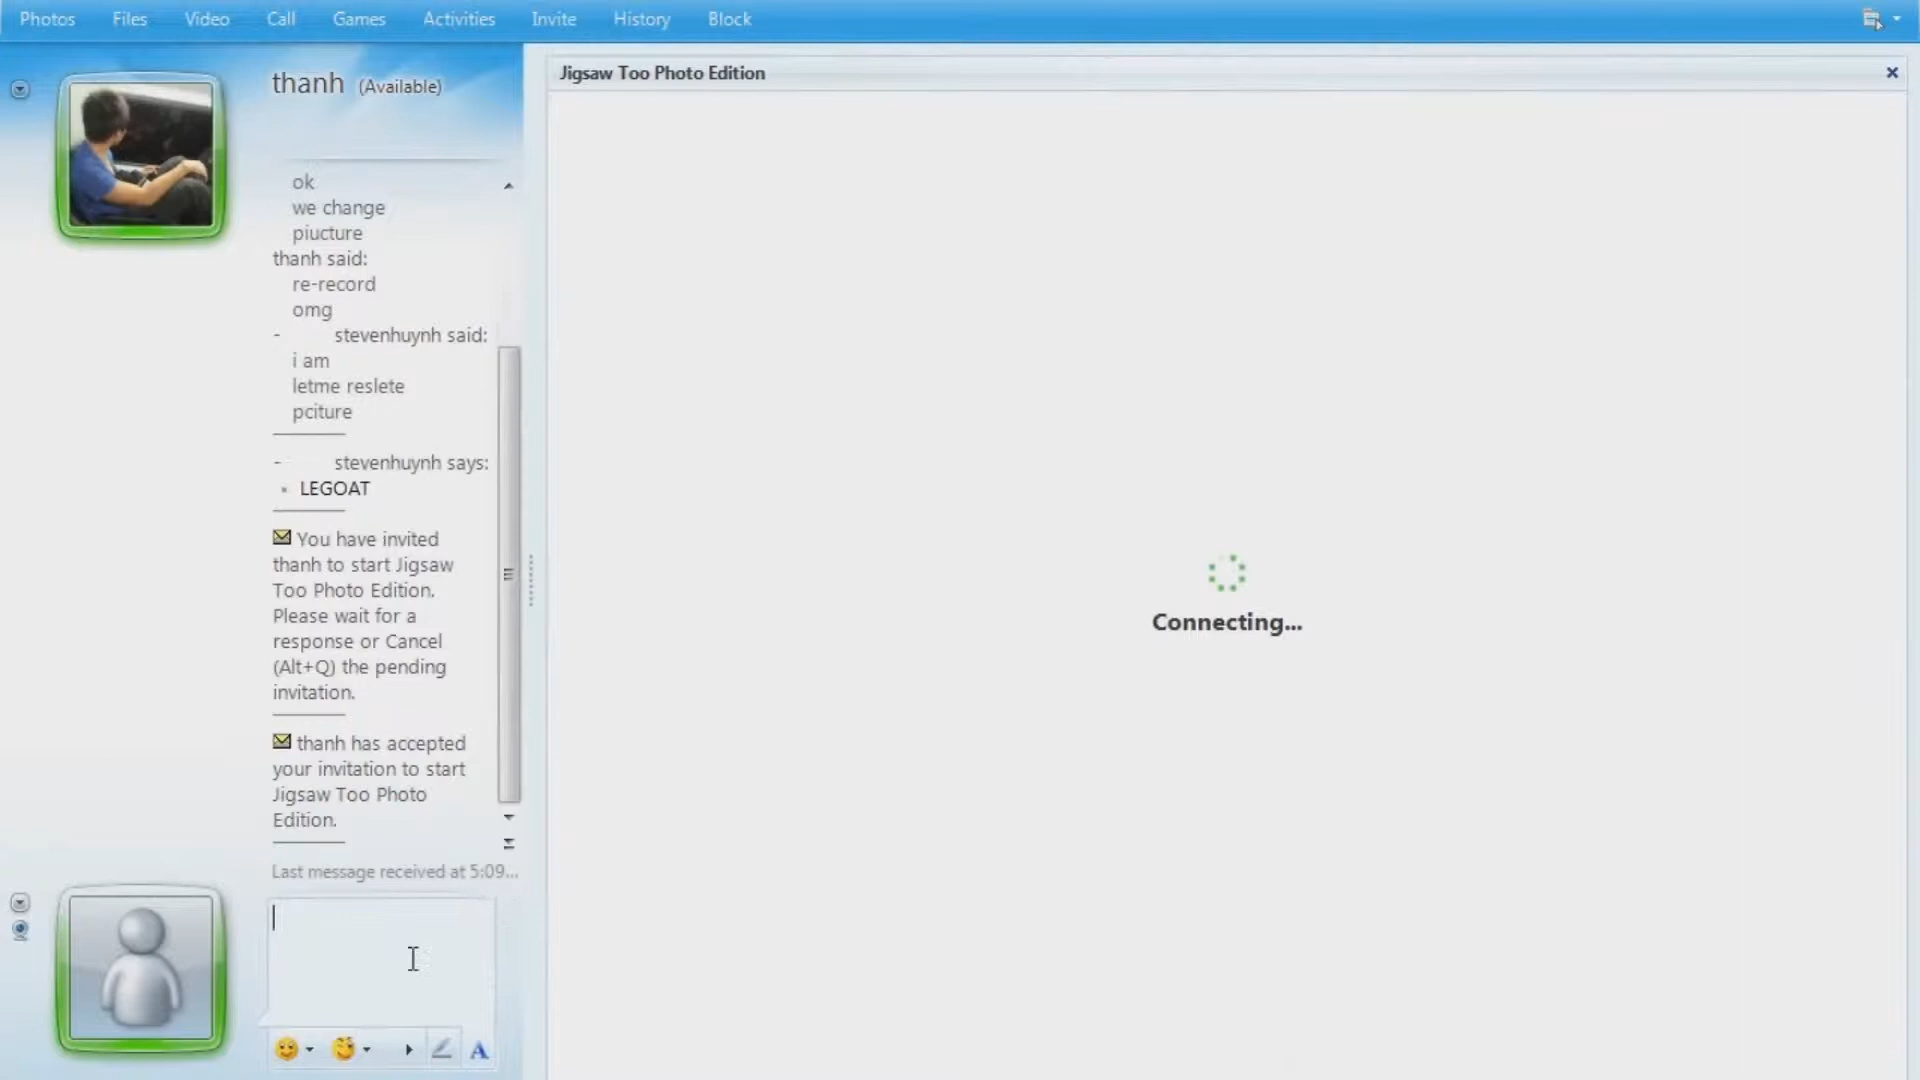 Photos Files Video Call Games Activities Invite History Block
thanh (Available)
ok
we change
piucture
thanh said:
re-record
omg
- stevenhuynh said:
i am
letme reslete
pciture
- stevenhuynh says:
LEGOAT
You have invited
thanh to start Jigsaw
Too Photo Edition.
Please wait for a
response or Cancel
(Alt+Q) the pending
invitation.
thanh has accepted
your invitation to start
Jigsaw Too Photo
Edition.
Last message received at 5:09...
A
Jigsaw Too Photo Edition
Connecting...